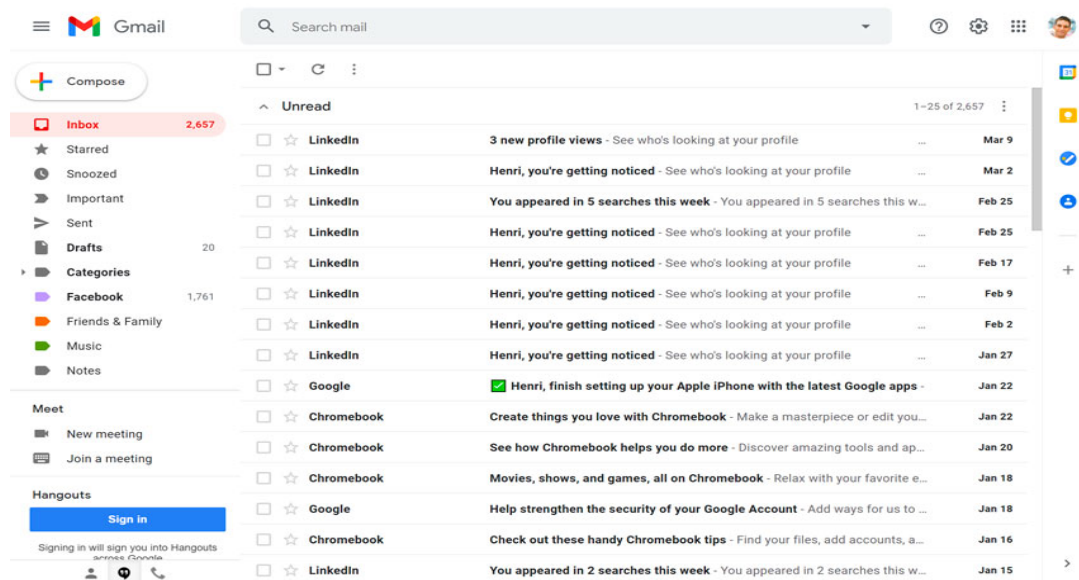 Gmail
Search mail
Compose
Inbox 2,657
Starred
Snoozed
Important
Sent
Drafts 20
Categories
Facebook 1,761
Friends & Family
Music
Notes
Meet
New meeting
Join a meeting
Hangouts
Sign in
Signing in will sign you into Hangouts
across Google
Unread 1–25 of 2,657
LinkedIn 3 new profile views - See who's looking at your profile ... Mar 9
LinkedIn Henri, you're getting noticed - See who's looking at your profile ... Mar 2
LinkedIn You appeared in 5 searches this week - You appeared in 5 searches this w... Feb 25
LinkedIn Henri, you're getting noticed - See who's looking at your profile ... Feb 25
LinkedIn Henri, you're getting noticed - See who's looking at your profile ... Feb 17
LinkedIn Henri, you're getting noticed - See who's looking at your profile ... Feb 9
LinkedIn Henri, you're getting noticed - See who's looking at your profile ... Feb 2
LinkedIn Henri, you're getting noticed - See who's looking at your profile ... Jan 27
Google ✅ Henri, finish setting up your Apple iPhone with the latest Google apps - Jan 22
Chromebook Create things you love with Chromebook - Make a masterpiece or edit you... Jan 22
Chromebook See how Chromebook helps you do more - Discover amazing tools and ap... Jan 20
Chromebook Movies, shows, and games, all on Chromebook - Relax with your favorite e... Jan 18
Google Help strengthen the security of your Google Account - Add ways for us to ... Jan 18
Chromebook Check out these handy Chromebook tips - Find your files, add accounts, a... Jan 16
LinkedIn You appeared in 2 searches this week - You appeared in 2 searches this w... Jan 15
31